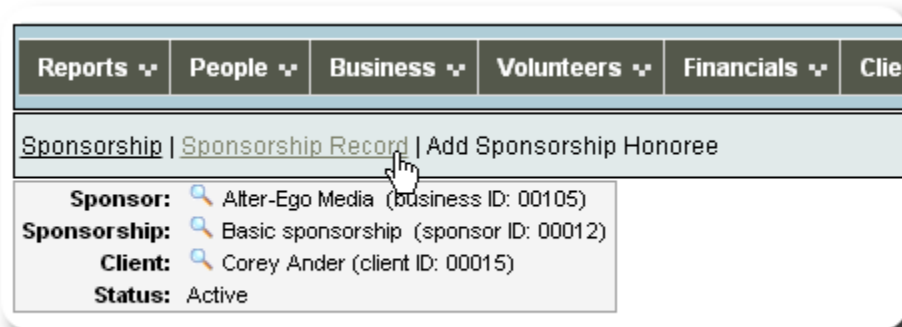 Reports People Business Volunteers Financials Clie
Sponsorship | Sponsorship Record | Add Sponsorship Honoree
Sponsor: Alter-Ego Media (business ID: 00105)
Sponsorship: Basic sponsorship (sponsor ID: 00012)
Client: Corey Ander (client ID: 00015)
Status: Active